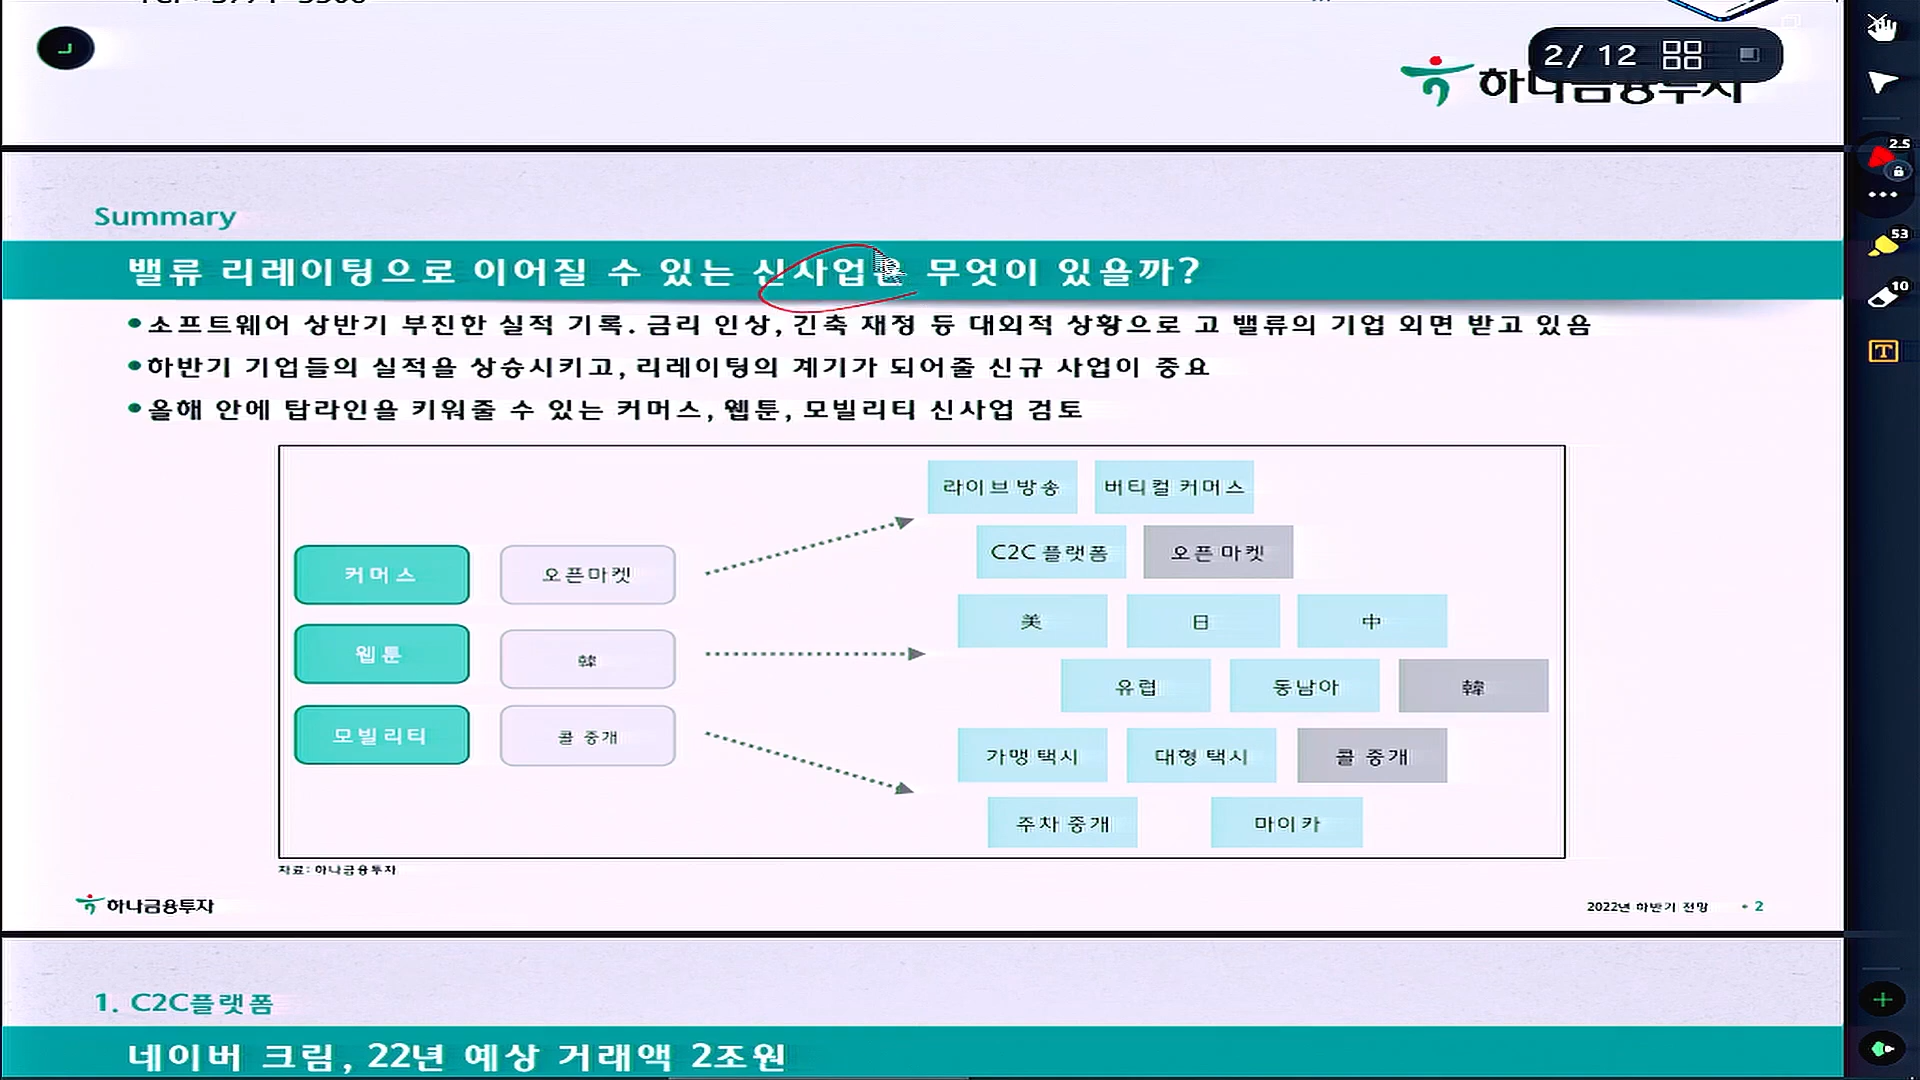 2/ 12
하나금융투자
2.5
53
10
T
Summary
밸류 리레이팅으로 이어질 수 있는 신사업은 무엇이 있을까?
•소프트웨어 상반기 부진한 실적 기록. 금리 인상, 긴축 재정 등 대외적 상황으로 고 밸류의 기업 외면 받고 있음
•하반기 기업들의 실적을 상승시키고, 리레이팅의 계기가 되어줄 신규 사업이 중요
•올해 안에 탑라인을 키워줄 수 있는 커머스, 웹툰, 모빌리티 신사업 검토
라이브 방송 버티컬 커머스
C2C 플랫폼 오픈 마켓
커머스 오픈마켓
美 日 中
웹툰 韓
유럽 동남아 韓
모빌리티 콜 중개
가맹 택시 대형 택시 콜 중개
주차 중개 마이카
자료: 하나금융투자
하나금융투자
2022년 하반기 전망 • 2
1. C2C플랫폼
네이버 크림, 22년 예상 거래액 2조원